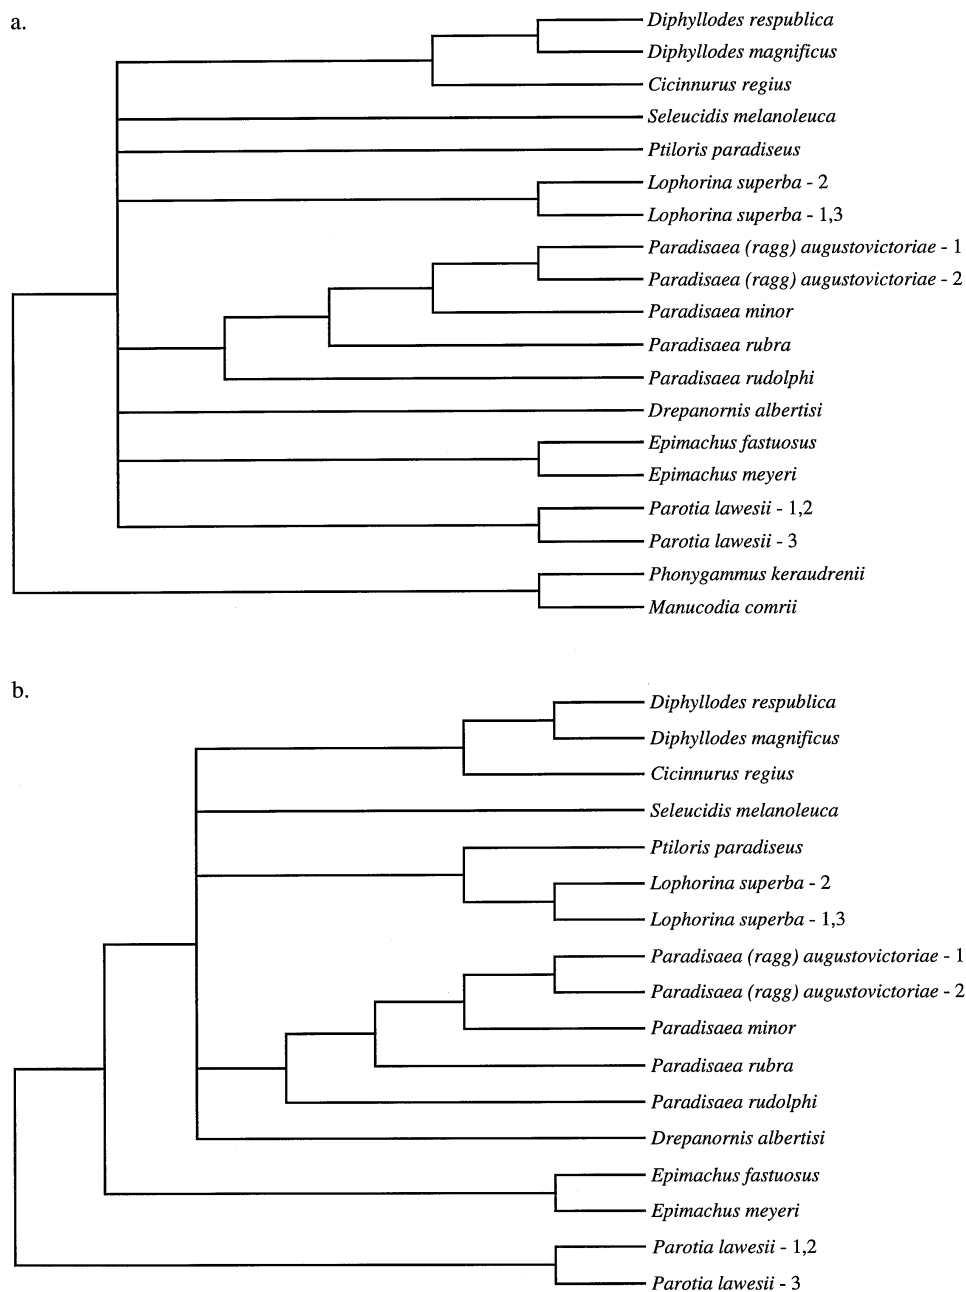 a.
Diphyllodes respublica
Diphyllodes magnificus
Cicinnurus regius
Seleucidis melanoleuca
Ptiloris paradiseus
Lophorina superba - 2
Lophorina superba - 1,3
Paradisaea (ragg) augustovictoriae - 1
Paradisaea (ragg) augustovictoriae - 2
Paradisaea minor
Paradisaea rubra
Paradisaea rudolphi
Drepanornis albertisi
Epimachus fastuosus
Epimachus meyeri
Parotia lawesii - 1,2
Parotia lawesii - 3
Phonygammus keraudrenii
Manucodia comrii
b.
Diphyllodes respublica
Diphyllodes magnificus
Cicinnurus regius
Seleucidis melanoleuca
Ptiloris paradiseus
Lophorina superba - 2
Lophorina superba - 1,3
Paradisaea (ragg) augustovictoriae - 1
Paradisaea (ragg) augustovictoriae - 2
Paradisaea minor
Paradisaea rubra
Paradisaea rudolphi
Drepanornis albertisi
Epimachus fastuosus
Epimachus meyeri
Parotia lawesii - 1,2
Parotia lawesii - 3